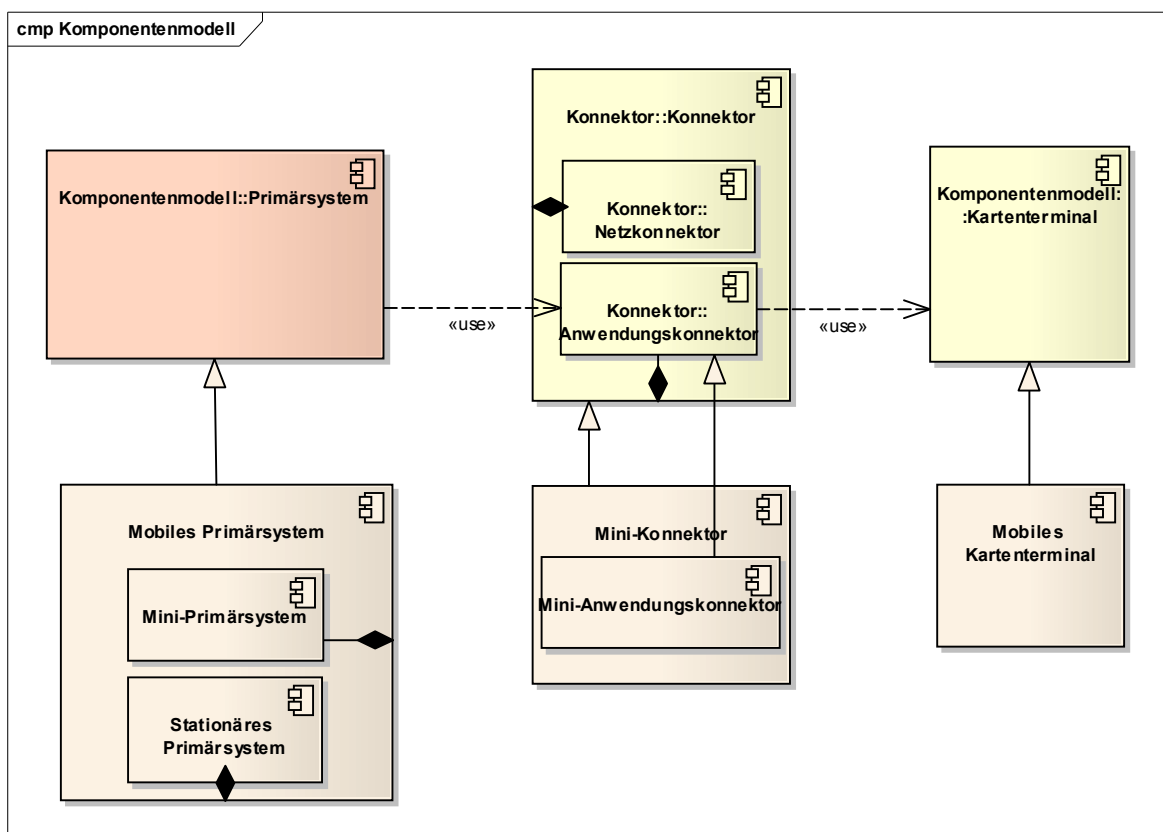 cmp Komponentenmodell
Komponentenmodell::Primärsystem
Konnektor::Konnektor
Konnektor::
Netzkonnektor
Konnektor::
Anwendungskonnektor
Komponentenmodell:
:Kartenterminal
«use»
«use»
Mobiles Primärsystem
Mini-Primärsystem
Stationäres
Primärsystem
Mini-Konnektor
Mini-Anwendungskonnektor
Mobiles
Kartenterminal